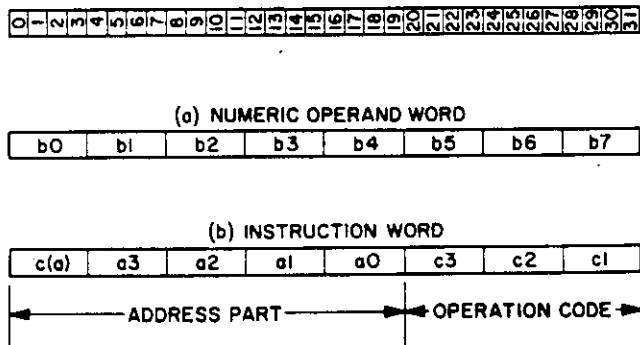 0 1 2 3 4 5 6 7 8 9 10 11 12 13 14 15 16 17 18 19 20 21 22 23 24 25 26 27 28 29 30 31
(a) NUMERIC OPERAND WORD
b0 b1 b2 b3 b4 b5 b6 b7
(b) INSTRUCTION WORD
c(a) a3 a2 a1 a0 c3 c2 c1
ADDRESS PART OPERATION CODE